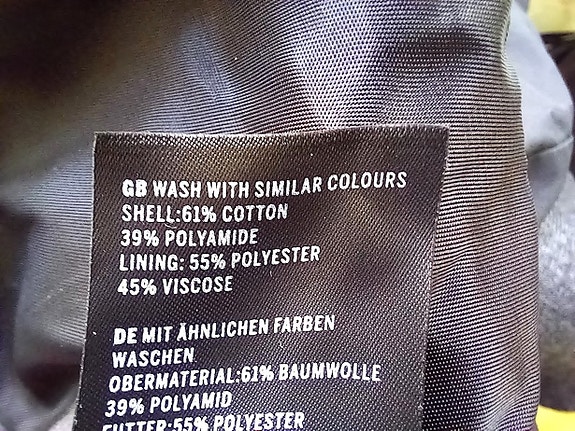 GB WASH WITH SIMILAR COLOURS
SHELL:61% COTTON
39% POLYAMIDE
LINING: 55% POLYESTER
45% VISCOSE
DE MIT ÄHNLICHEN FARBEN
WASCHEN
OBERMATERIAL:61% BAUMWOLLE
39% POLYAMID
FUTTER:55% POLYESTER